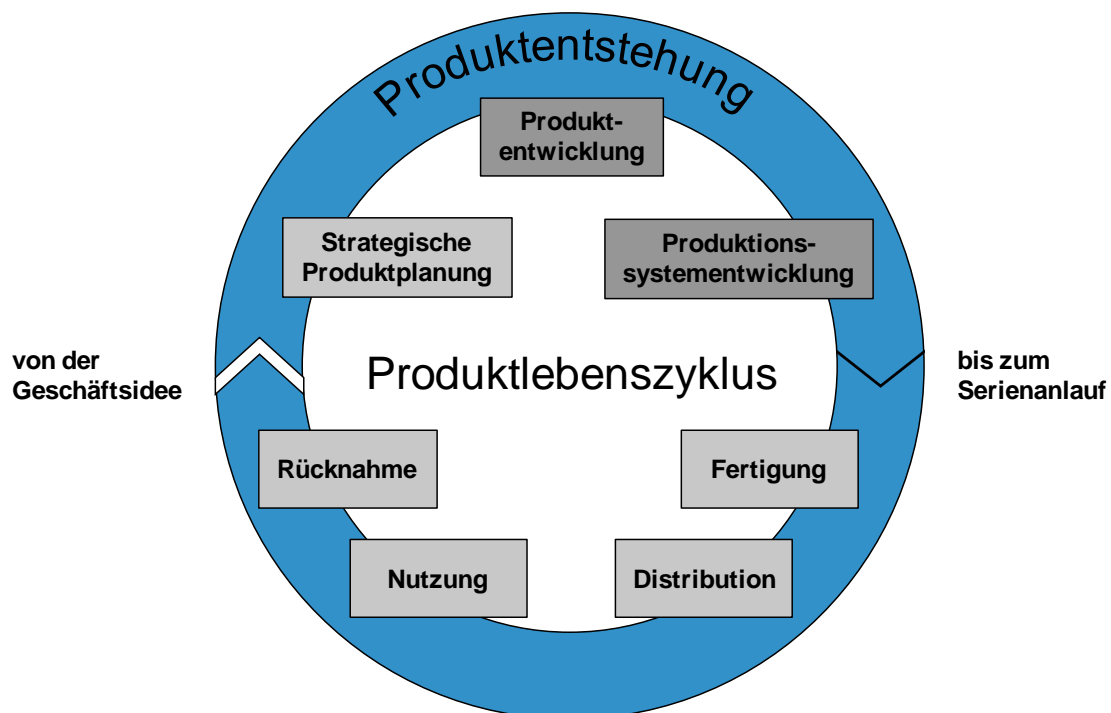 Produktentstehung
Produkt-
entwicklung
Strategische
Produktplanung
Produktions-
systementwicklung
von der
Geschäftsidee
Produktlebenszyklus
bis zum
Serienanlauf
Rücknahme
Fertigung
Nutzung
Distribution